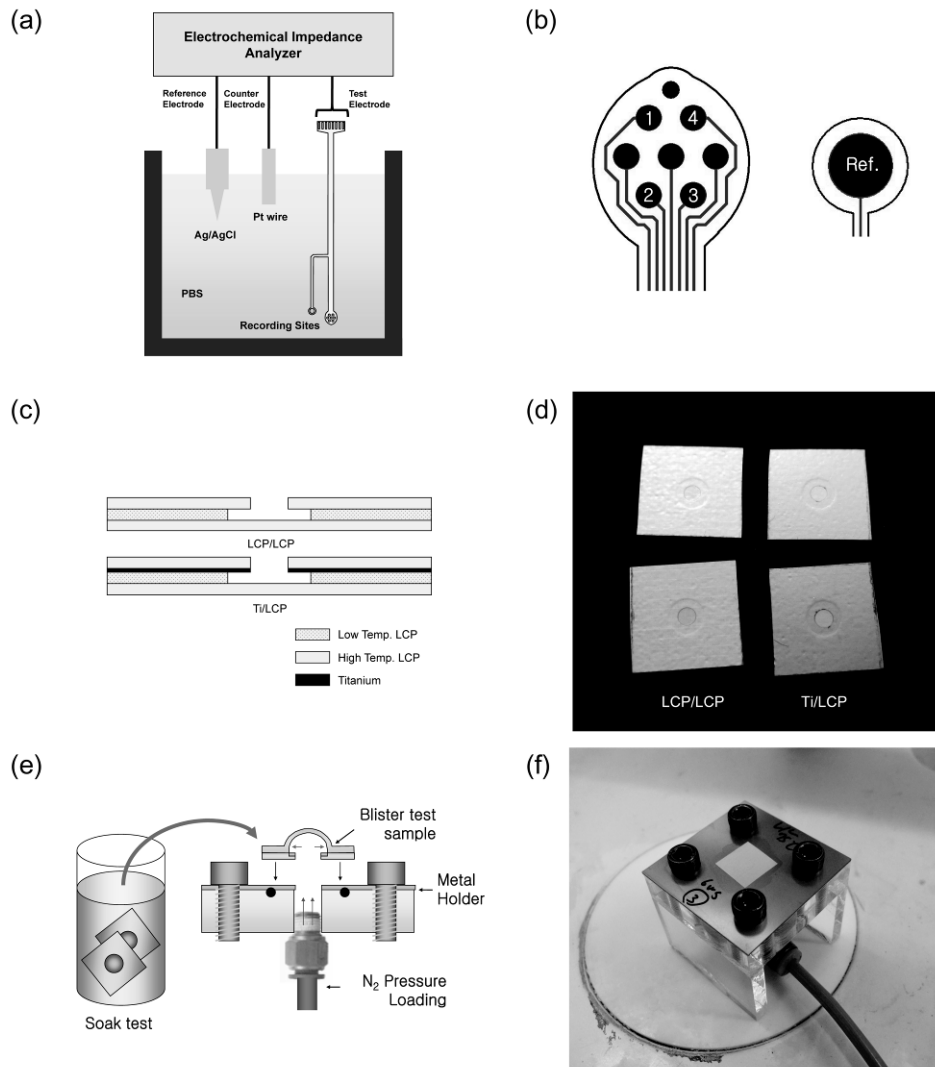 (a)
Electrochemical Impedance
Analyzer
Reference
Electrode
Counter
Electrode
Test
Electrode
Pt wire
Ag/AgCl
PBS
Recording Sites
(b)
1
4
2
3
Ref.
(c)
LCP/LCP
Ti/LCP
Low Temp. LCP
High Temp. LCP
Titanium
(d)
LCP/LCP
Ti/LCP
(e)
Blister test
sample
Metal
Holder
N₂ Pressure
Loading
Soak test
(f)